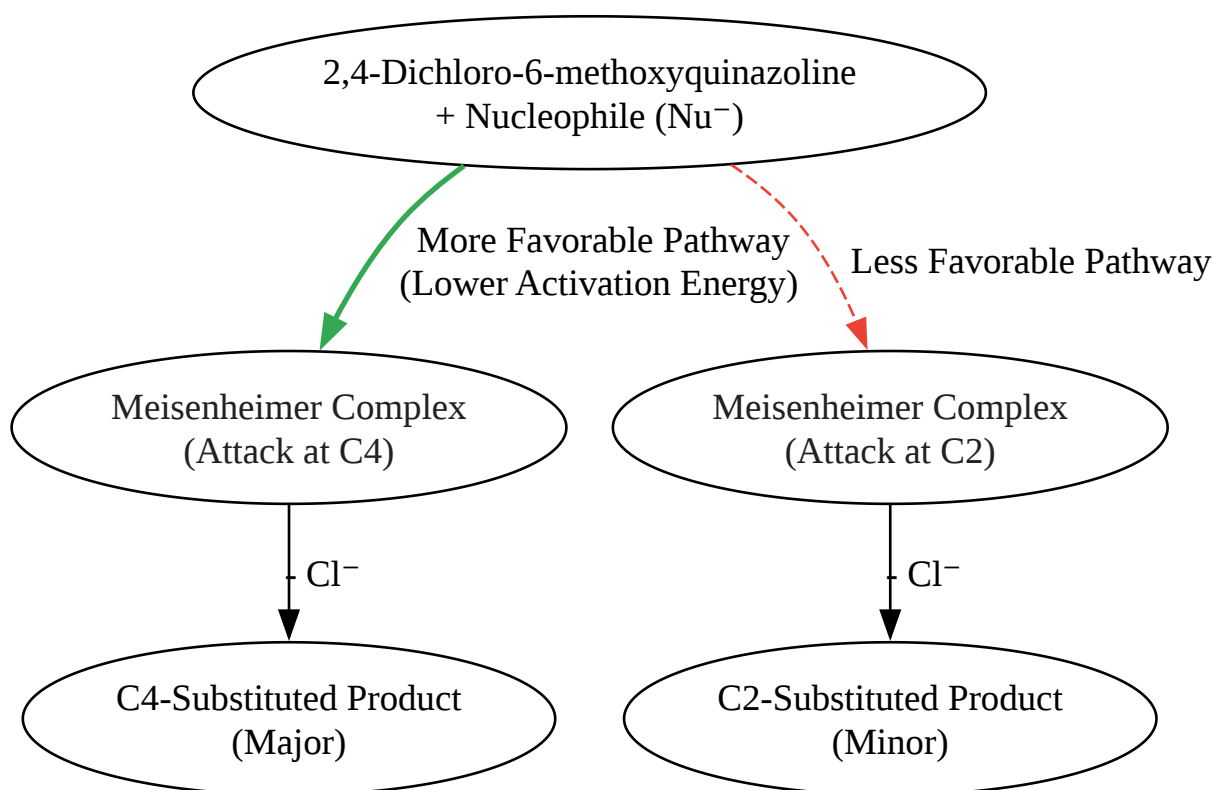 2,4-Dichloro-6-methoxyquinazoline
+ Nucleophile (Nu⁻)
More Favorable Pathway
(Lower Activation Energy)
Less Favorable Pathway
Meisenheimer Complex
(Attack at C4)
Meisenheimer Complex
(Attack at C2)
- Cl⁻
- Cl⁻
C4-Substituted Product
(Major)
C2-Substituted Product
(Minor)